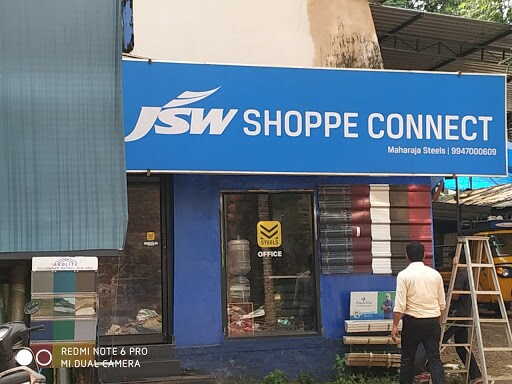 JSW SHOPPE CONNECT
Maharaja Steels | 9947000609
STEELS
OFFICE
REDMI NOTE 6 PRO
MI DUAL CAMERA